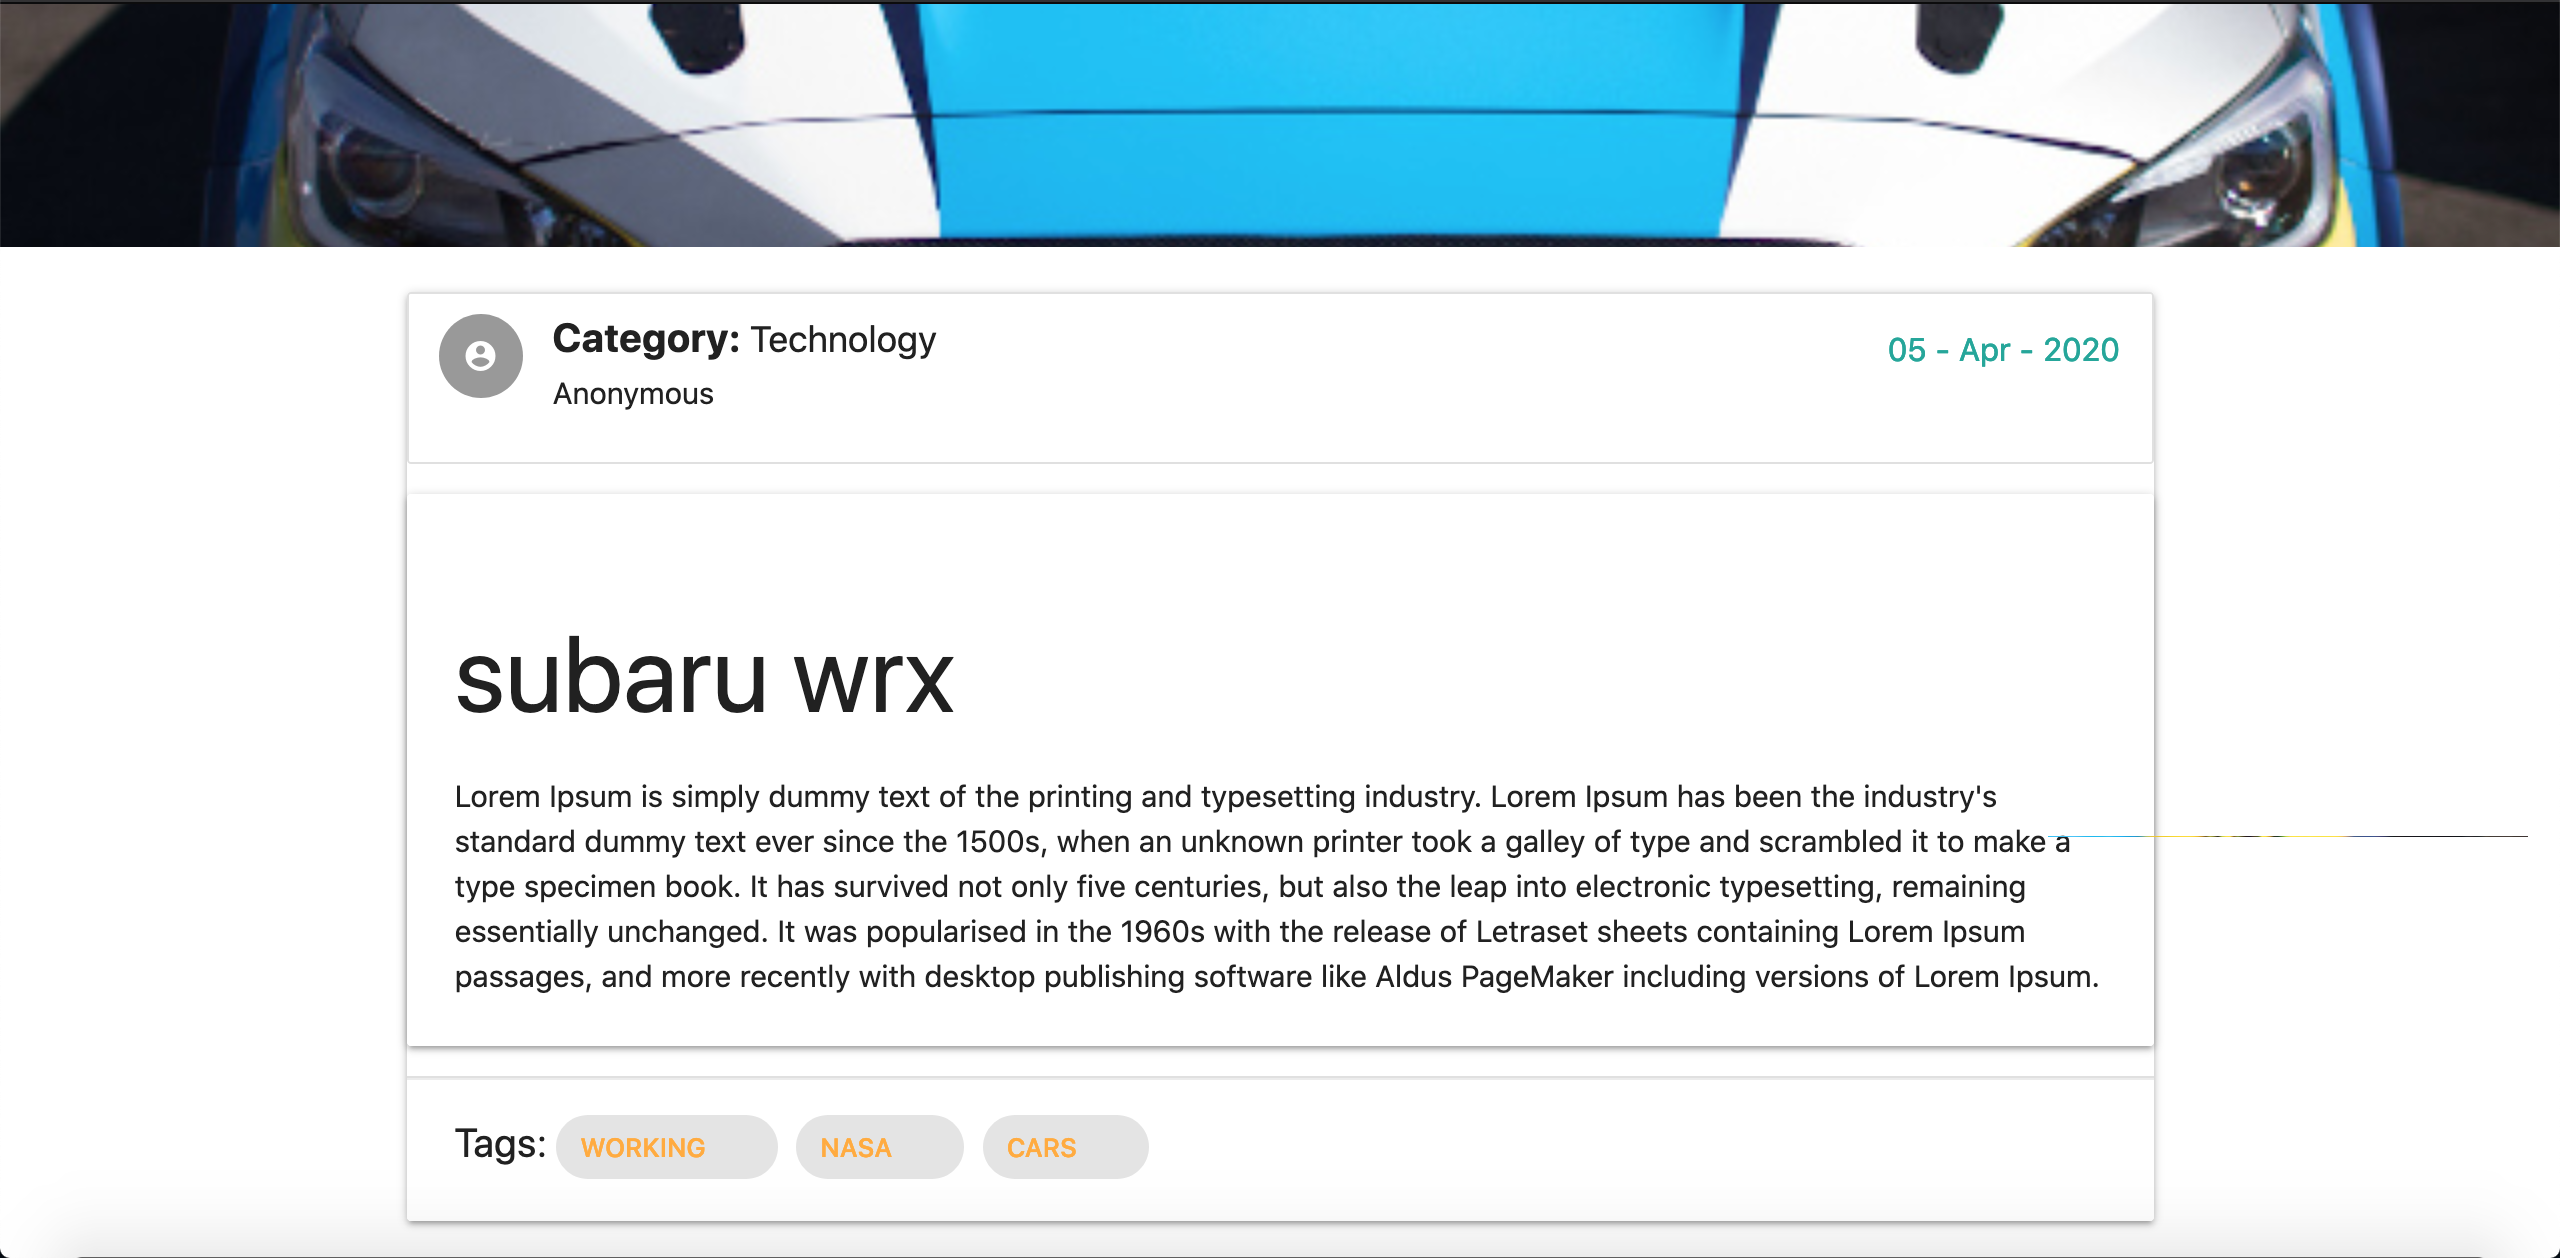 Category: Technology
05 - Apr - 2020
Anonymous
subaru wrx
Lorem Ipsum is simply dummy text of the printing and typesetting industry. Lorem Ipsum has been the industry's
standard dummy text ever since the 1500s, when an unknown printer took a galley of type and scrambled it to make a
type specimen book. It has survived not only five centuries, but also the leap into electronic typesetting, remaining
essentially unchanged. It was popularised in the 1960s with the release of Letraset sheets containing Lorem Ipsum
passages, and more recently with desktop publishing software like Aldus PageMaker including versions of Lorem Ipsum.
Tags: WORKING NASA CARS